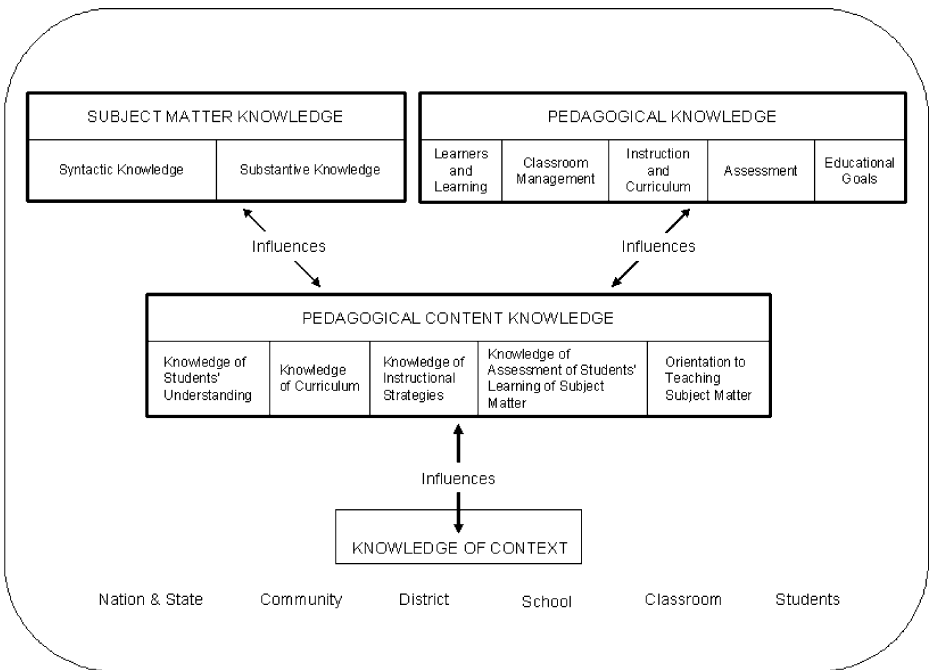 SUBJECT MATTER KNOWLEDGE
Syntactic Knowledge
Substantive Knowledge
PEDAGOGICAL KNOWLEDGE
Learners
and
Learning
Classroom
Management
Instruction
and
Curriculum
Assessment
Educational
Goals
Influences
Influences
PEDAGOGICAL CONTENT KNOWLEDGE
Knowledge of
Students'
Understanding
Knowledge
of Curriculum
Knowledge of
Instructional
Strategies
Knowledge of
Assessment of Students'
Learning of Subject
Matter
Orientation to
Teaching
Subject Matter
Influences
KNOWLEDGE OF CONTEXT
Nation & State
Community
District
School
Classroom
Students